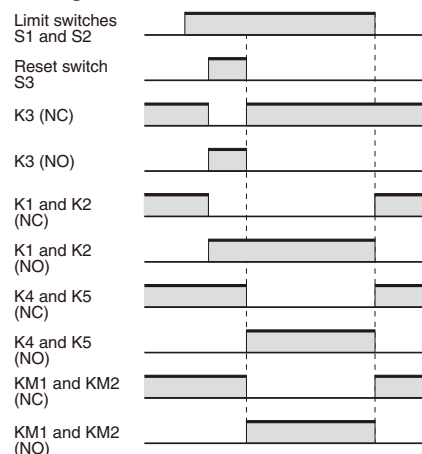 Limit switches
S1 and S2
Reset switch
S3
K3 (NC)
K3 (NO)
K1 and K2
(NC)
K1 and K2
(NO)
K4 and K5
(NC)
K4 and K5
(NO)
KM1 and KM2
(NC)
KM1 and KM2
(NO)